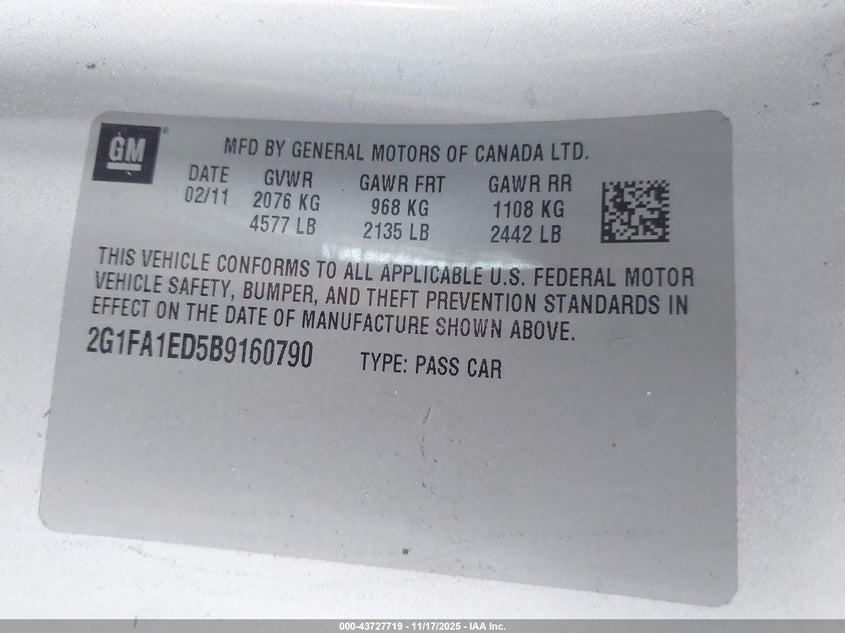 GM ®
MFD BY GENERAL MOTORS OF CANADA LTD.
DATE GVWR GAWR FRT GAWR RR
02/11 2076 KG 968 KG 1108 KG
4577 LB 2135 LB 2442 LB
THIS VEHICLE CONFORMS TO ALL APPLICABLE U.S. FEDERAL MOTOR
VEHICLE SAFETY, BUMPER, AND THEFT PREVENTION STANDARDS IN
EFFECT ON THE DATE OF MANUFACTURE SHOWN ABOVE.
2G1FA1ED5B9160790 TYPE: PASS CAR
000-43727719 - 11/17/2025 - IAA Inc.